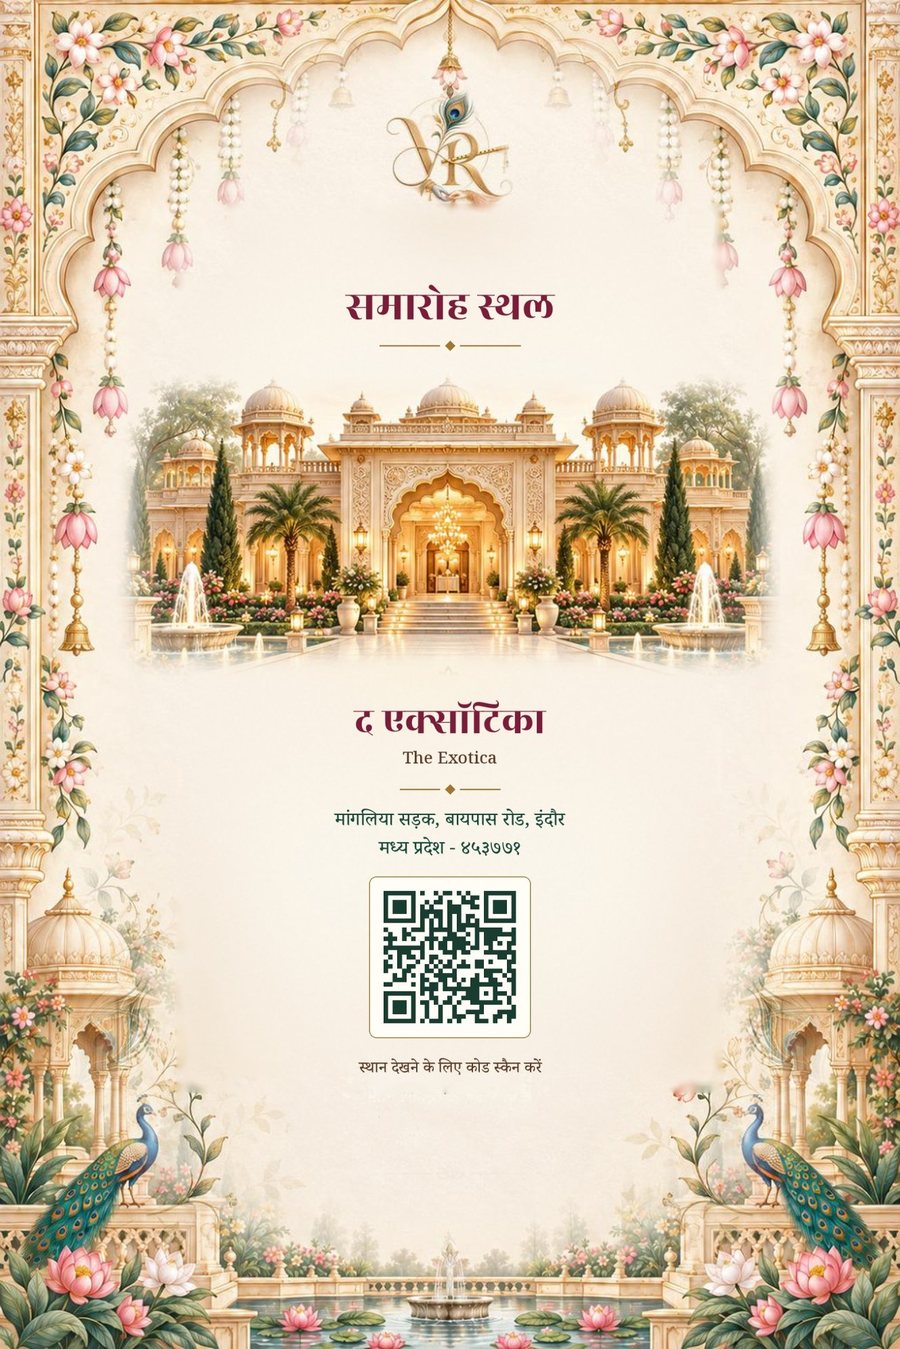 VR
समारोह स्थल
द एक्सॉटिका
The Exotica
मांगलिया सड़क, बायपास रोड, इंदौर
मध्य प्रदेश - ४५३७७१
स्थान देखने के लिए कोड स्कैन करें